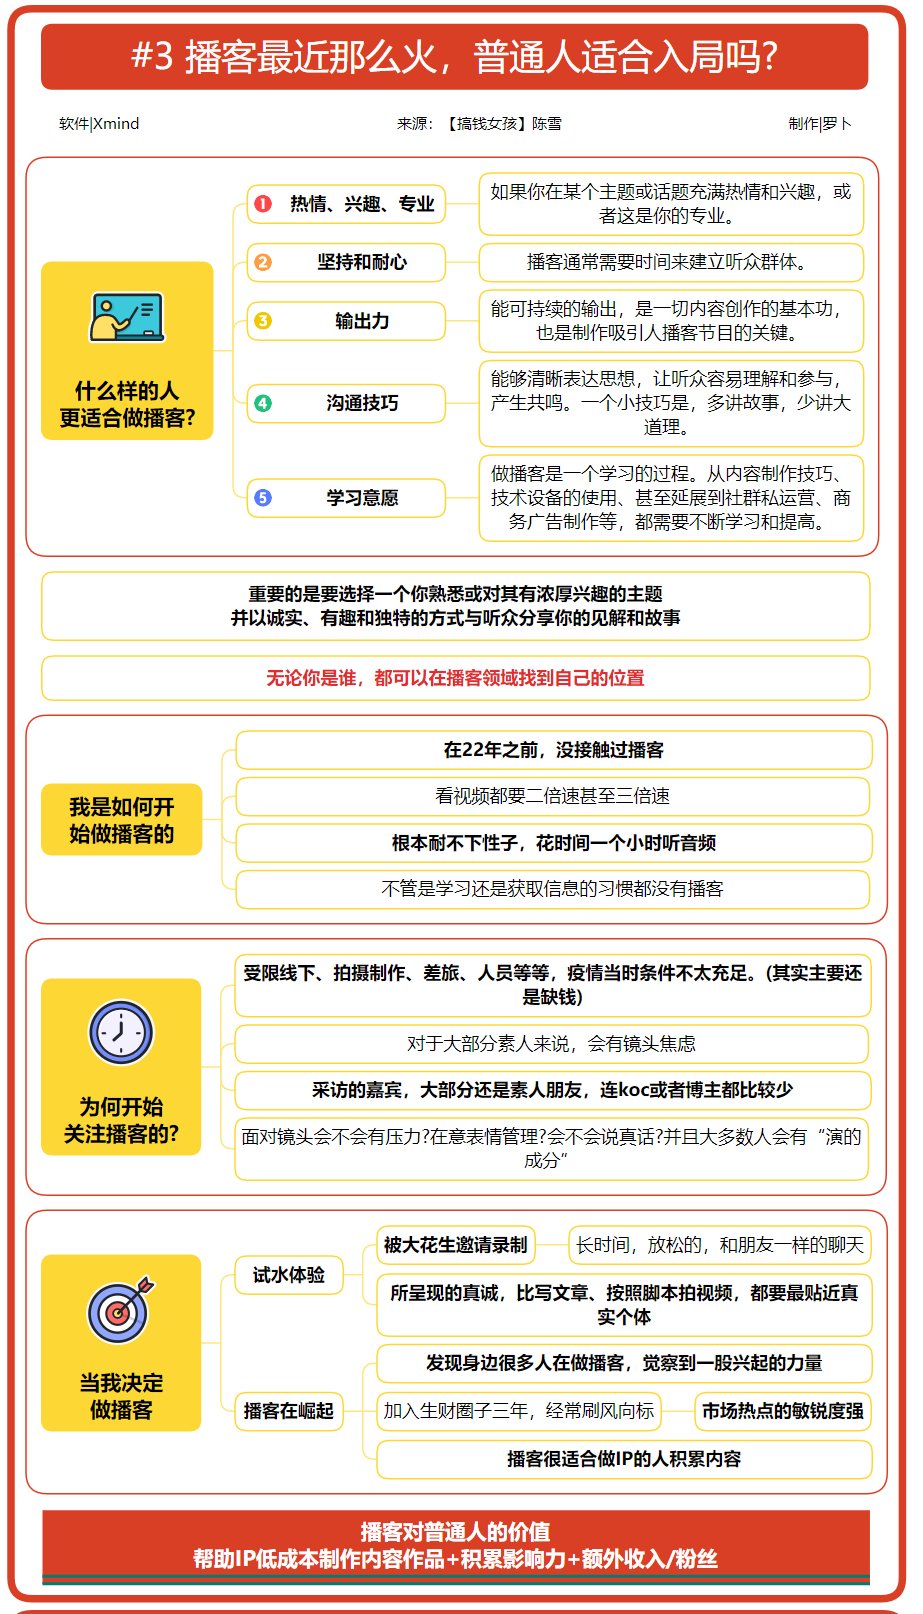 #3 播客最近那么火，普通人适合入局吗?
软件|Xmind
来源：【搞钱女孩】陈雪
制作|罗卜
什么样的人
更适合做播客?
1 热情、兴趣、专业
如果你在某个主题或话题充满热情和兴趣，或
者这是你的专业。
2 坚持和耐心
播客通常需要时间来建立听众群体。
3 输出力
能可持续的输出，是一切内容创作的基本功，
也是制作吸引人播客节目的关键。
4 沟通技巧
能够清晰表达思想，让听众容易理解和参与，
产生共鸣。一个小技巧是，多讲故事，少讲大
道理。
5 学习意愿
做播客是一个学习的过程。从内容制作技巧、
技术设备的使用、甚至延展到社群私运营、商
务广告制作等，都需要不断学习和提高。
重要的是要选择一个你熟悉或对其有浓厚兴趣的主题
并以诚实、有趣和独特的方式与听众分享你的见解和故事
无论你是谁，都可以在播客领域找到自己的位置
我是如何开
始做播客的
在22年之前，没接触过播客
看视频都要二倍速甚至三倍速
根本耐不下性子，花时间一个小时听音频
不管是学习还是获取信息的习惯都没有播客
为何开始
关注播客的?
受限线下、拍摄制作、差旅、人员等等，疫情当时条件不太充足。(其实主要还
是缺钱)
对于大部分素人来说，会有镜头焦虑
采访的嘉宾，大部分还是素人朋友，连koc或者博主都比较少
面对镜头会不会有压力?在意表情管理?会不会说真话?并且大多数人会有“演的
成分”
当我决定
做播客
试水体验
被大花生邀请录制
长时间，放松的，和朋友一样的聊天
所呈现的真诚，比写文章、按照脚本拍视频，都要最贴近真
实个体
播客在崛起
发现身边很多人在做播客，觉察到一股兴起的力量
加入生财圈子三年，经常刷风向标
市场热点的敏锐度强
播客很适合做IP的人积累内容
播客对普通人的价值
帮助IP低成本制作内容作品+积累影响力+额外收入/粉丝